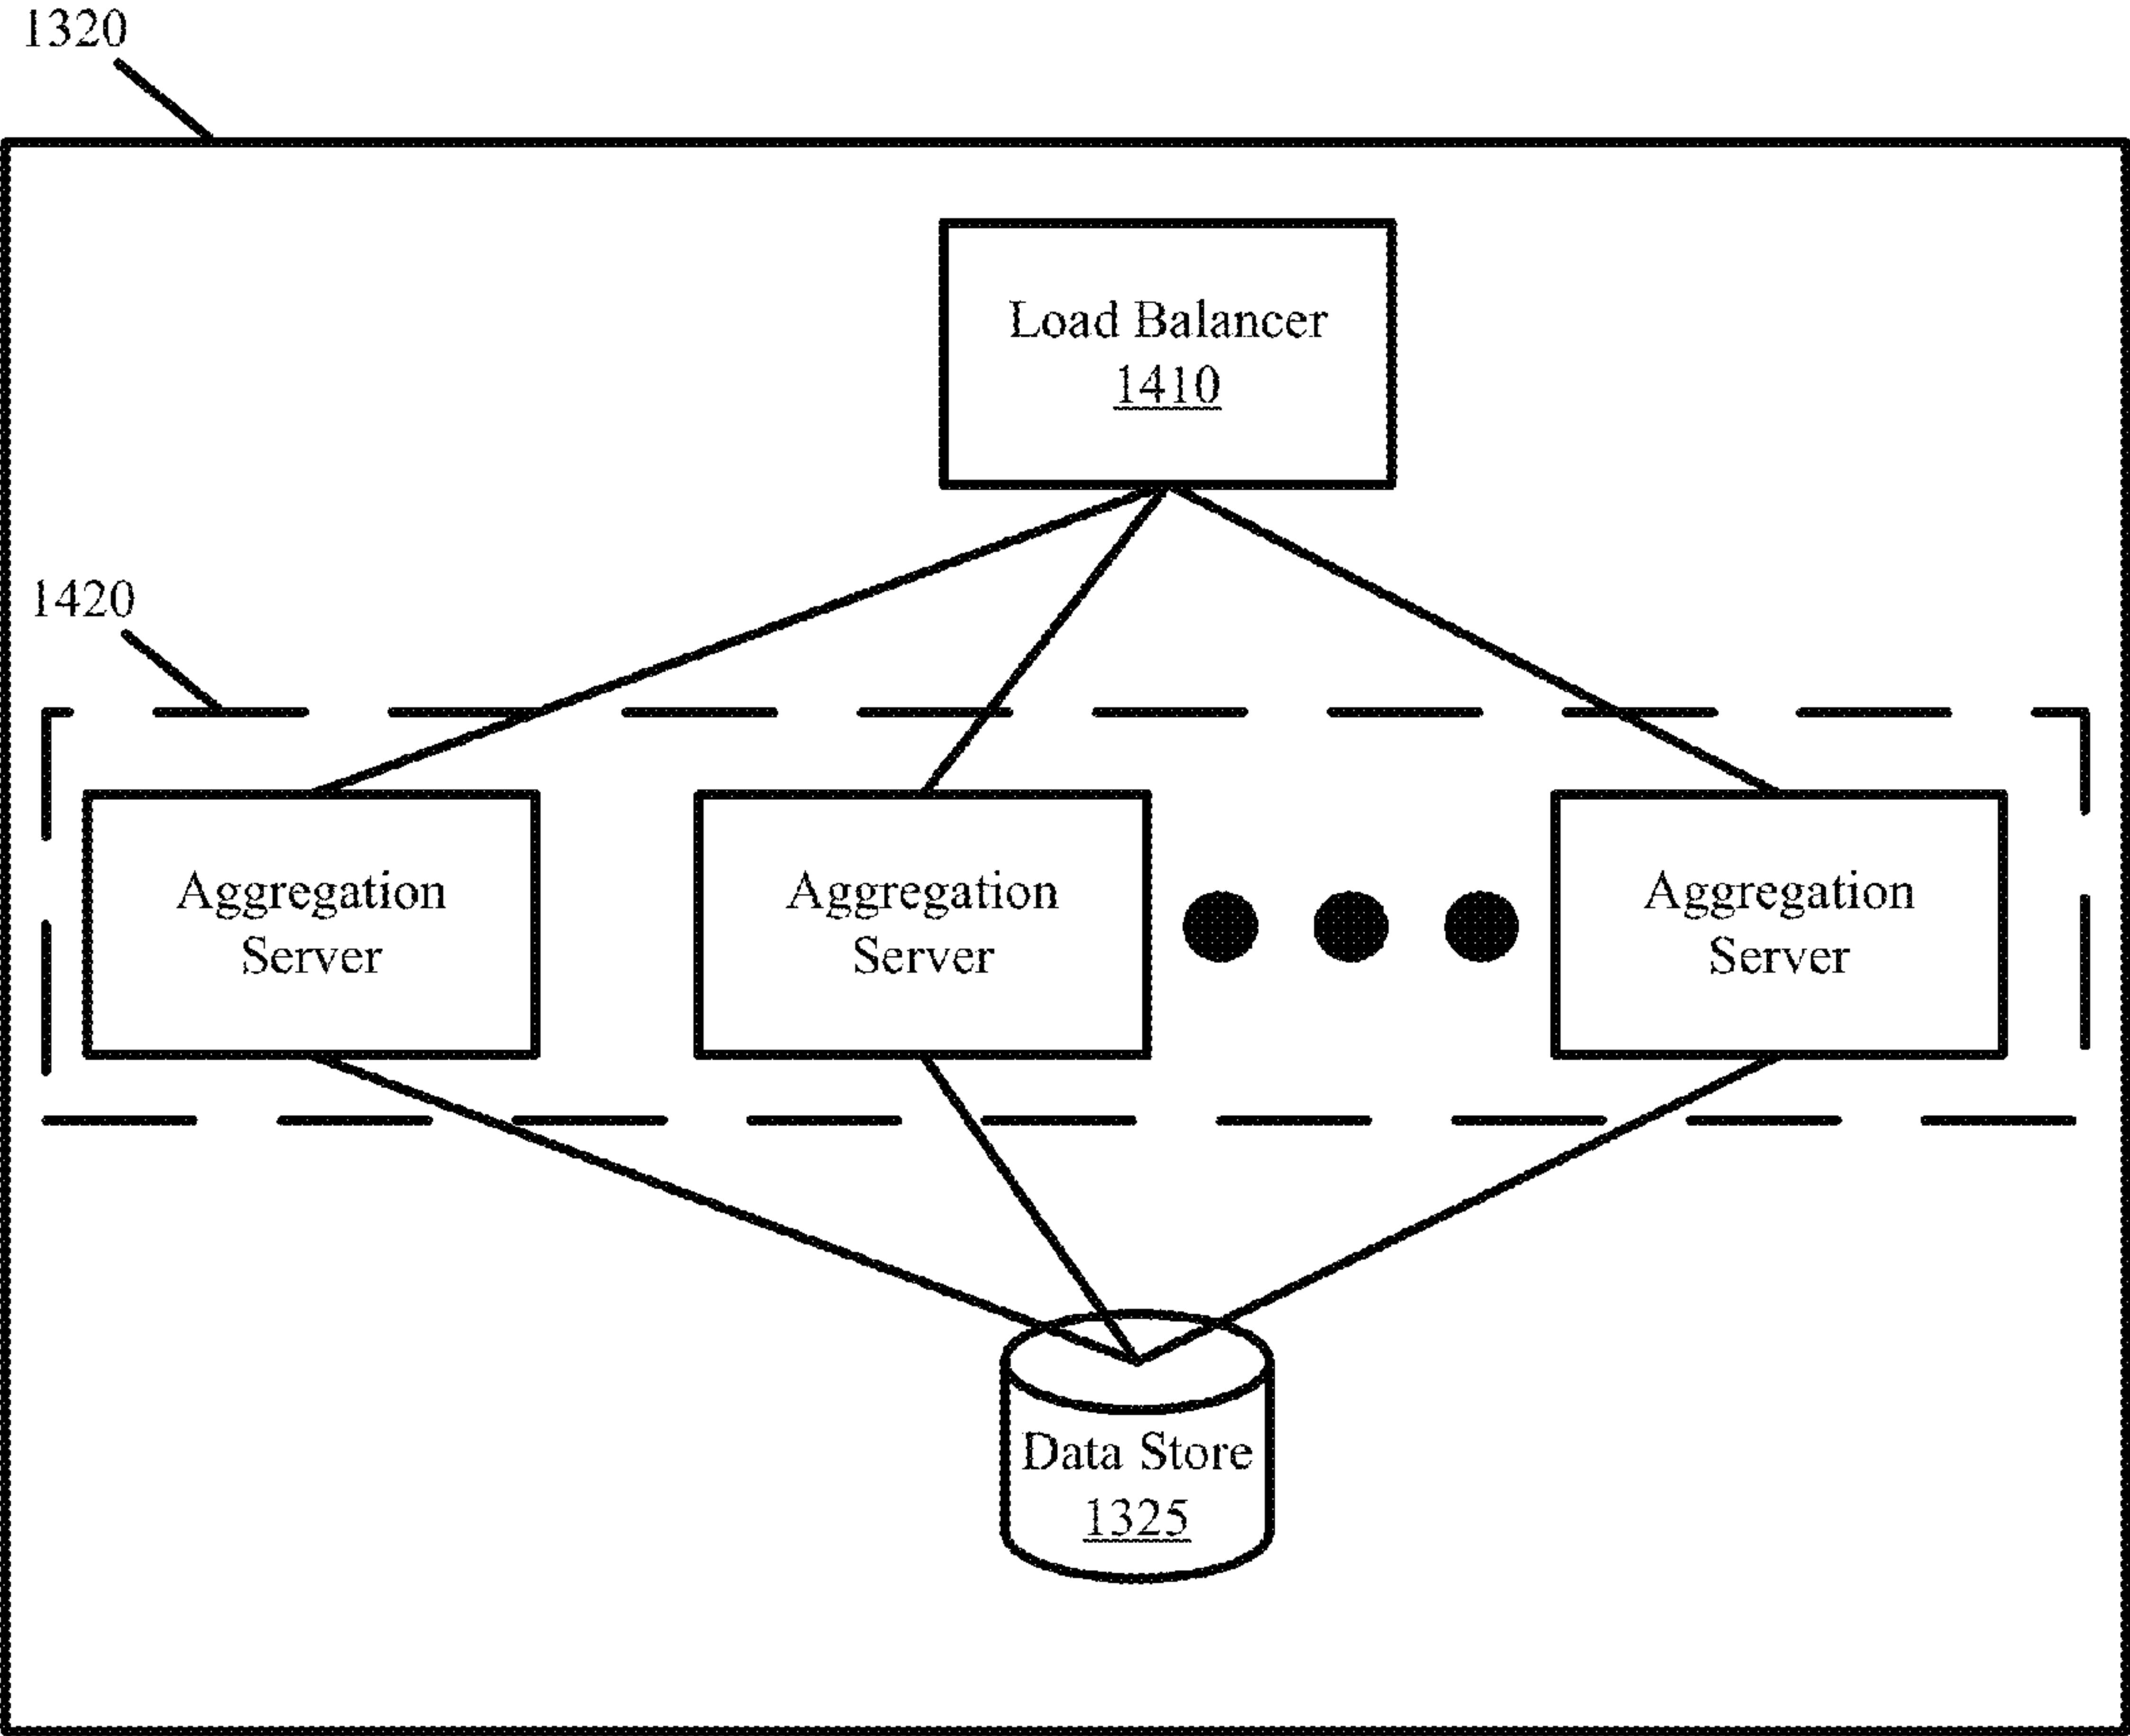 1320
Load Balancer
1410
1420
Aggregation
Server
Aggregation
Server
Aggregation
Server
Data Store
1325